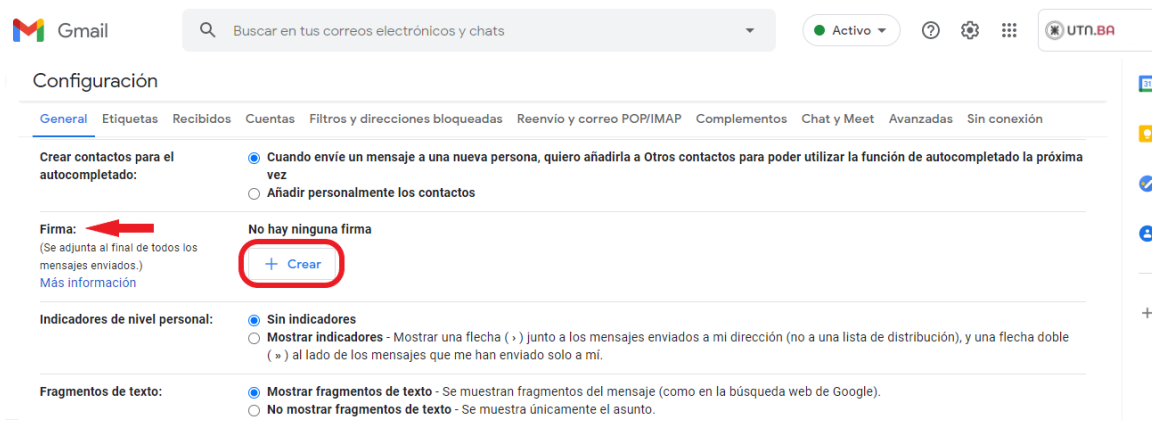 Gmail
Buscar en tus correos electrónicos y chats
Activo
UTN.BA
Configuración
31
General Etiquetas Recibidos Cuentas Filtros y direcciones bloqueadas Reenvío y correo POP/IMAP Complementos Chat y Meet Avanzadas Sin conexión
Crear contactos para el
autocompletado:
Cuando envíe un mensaje a una nueva persona, quiero añadirla a Otros contactos para poder utilizar la función de autocompletado la próxima
vez
Añadir personalmente los contactos
Firma:
(Se adjunta al final de todos los
mensajes enviados.)
Más información
No hay ninguna firma
+ Crear
Indicadores de nivel personal:
Sin indicadores
Mostrar indicadores - Mostrar una flecha ( › ) junto a los mensajes enviados a mi dirección (no a una lista de distribución), y una flecha doble
( » ) al lado de los mensajes que me han enviado solo a mí.
Fragmentos de texto:
Mostrar fragmentos de texto - Se muestran fragmentos del mensaje (como en la búsqueda web de Google).
No mostrar fragmentos de texto - Se muestra únicamente el asunto.